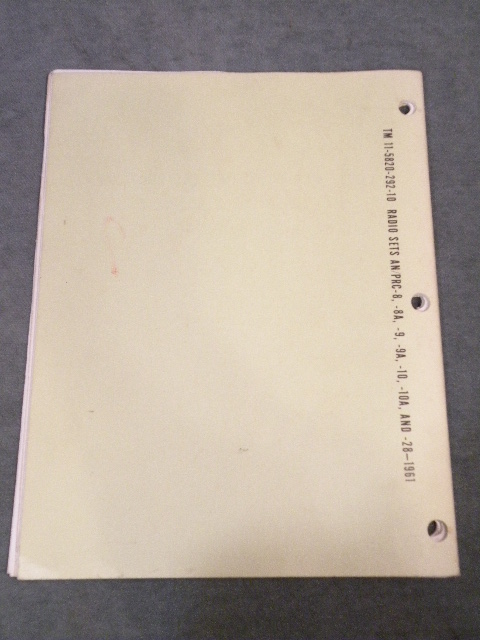 TM 11-5820-292-10 RADIO SETS AN/PRC-8, -8A, -9, -9A, -10, -10A, AND -28—1961